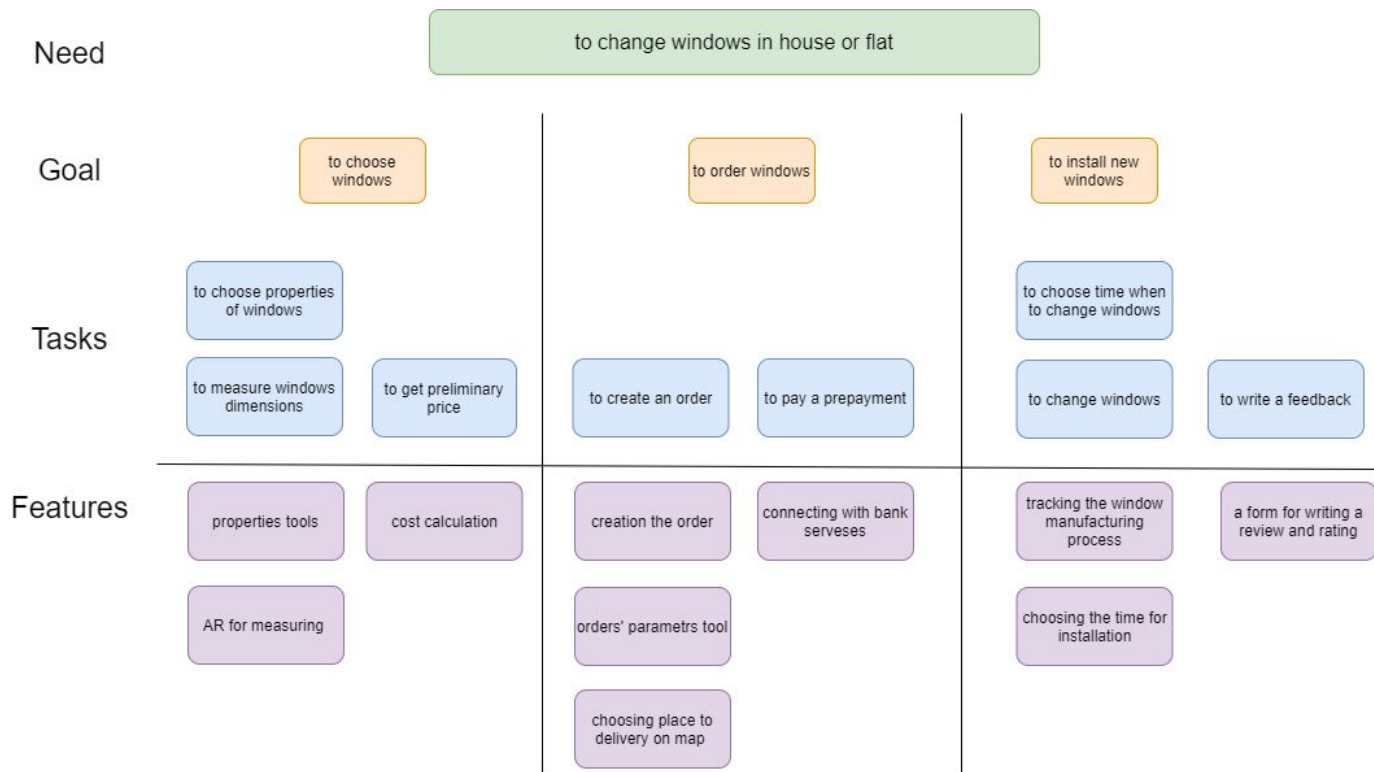 Need
to change windows in house or flat
Goal
to choose
windows
to order windows
to install new
windows
Tasks
to choose properties
of windows
to choose time when
to change windows
to measure windows
dimensions
to get preliminary
price
to create an order
to pay a prepayment
to change windows
to write a feedback
Features
properties tools
cost calculation
creation the order
connecting with bank
serveses
tracking the window
manufacturing
process
a form for writing a
review and rating
AR for measuring
orders' parametrs tool
choosing the time for
installation
choosing place to
delivery on map